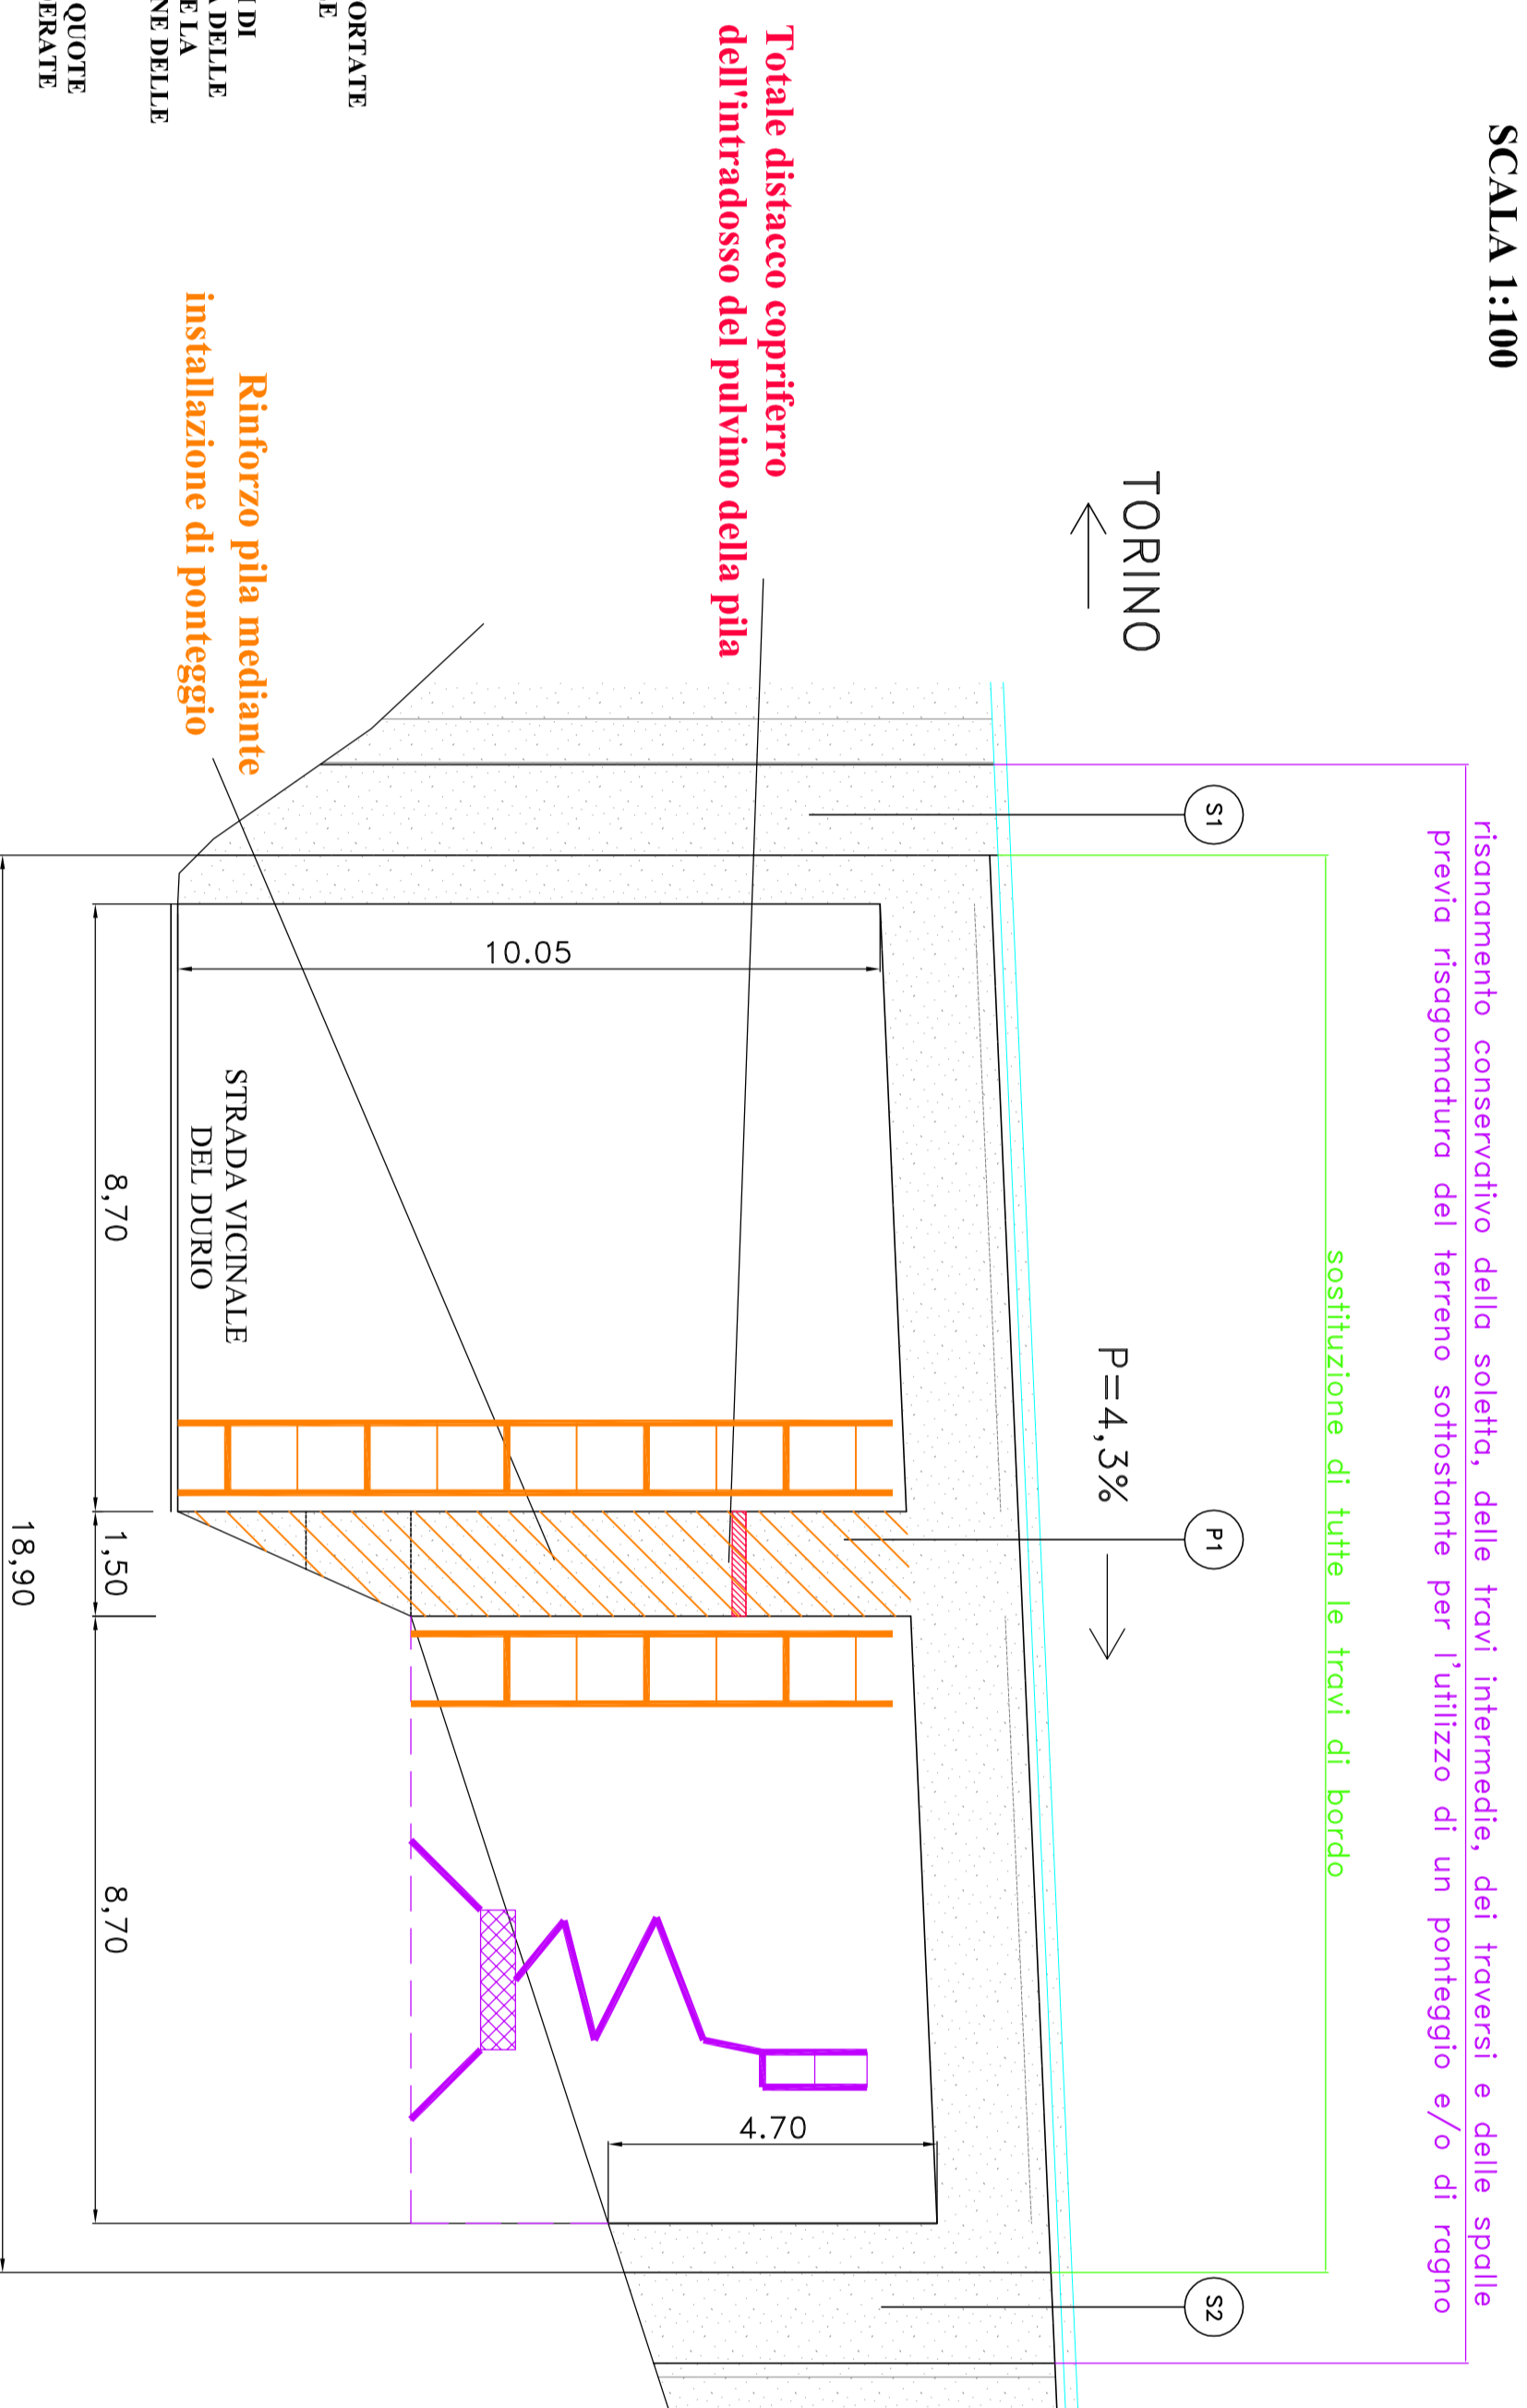 SCALA 1:100
risanamento conservativo della soletta, delle travi intermedie, dei traversi e delle spalle
previa risagomatura del terreno sottostante per l'utilizzo di un ponteggio e/o di ragno
sostituzione di tutte le travi di bordo
TORINO
P=4,3%
S1
P1
S2
Totale distacco copriferro
dell'intradosso del pulvino della pila
10.05
4.70
Rinforzo pila mediante
installazione di ponteggio
STRADA VICINALE
DEL DURIO
8,70
1,50
8,70
18,90
ORTATE
E
I DI
A DELLE
E LA
NE DELLE
QUOTE
ERATE